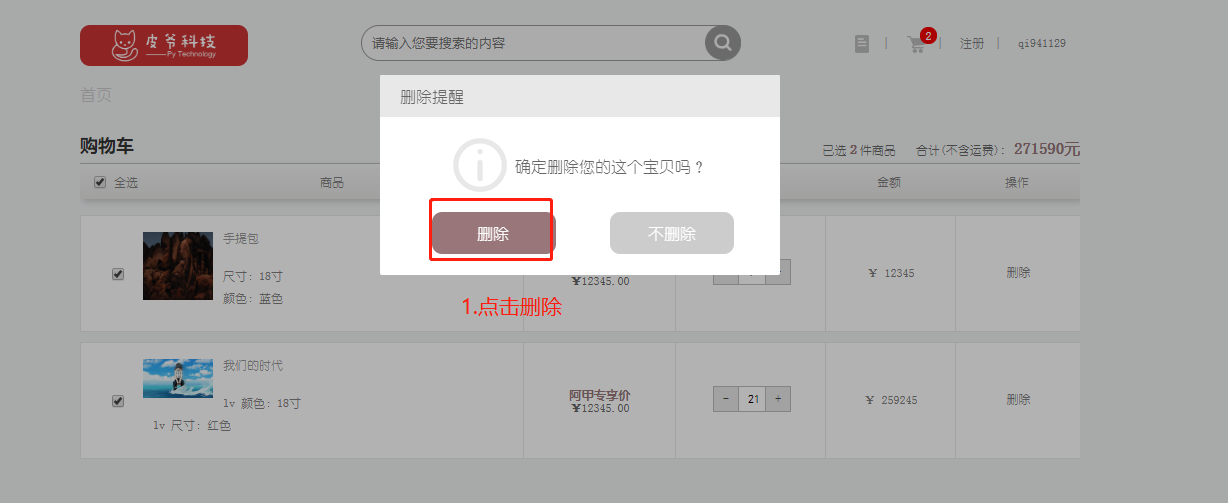 皮爷科技
Py Technology
请输入您要搜索的内容
2
注册
qi941129
首页
删除提醒
购物车
已选 2 件商品 合计(不含运费): 271590元
确定删除您的这个宝贝吗？
全选 商品 金额 操作
删除 不删除
手提包
尺寸: 18寸
颜色: 蓝色
¥12345.00
¥ 12345
删除
1.点击删除
我们的时代
lv 颜色: 18寸
lv 尺寸: 红色
阿甲专享价
¥12345.00
- 21 +
¥ 259245
删除